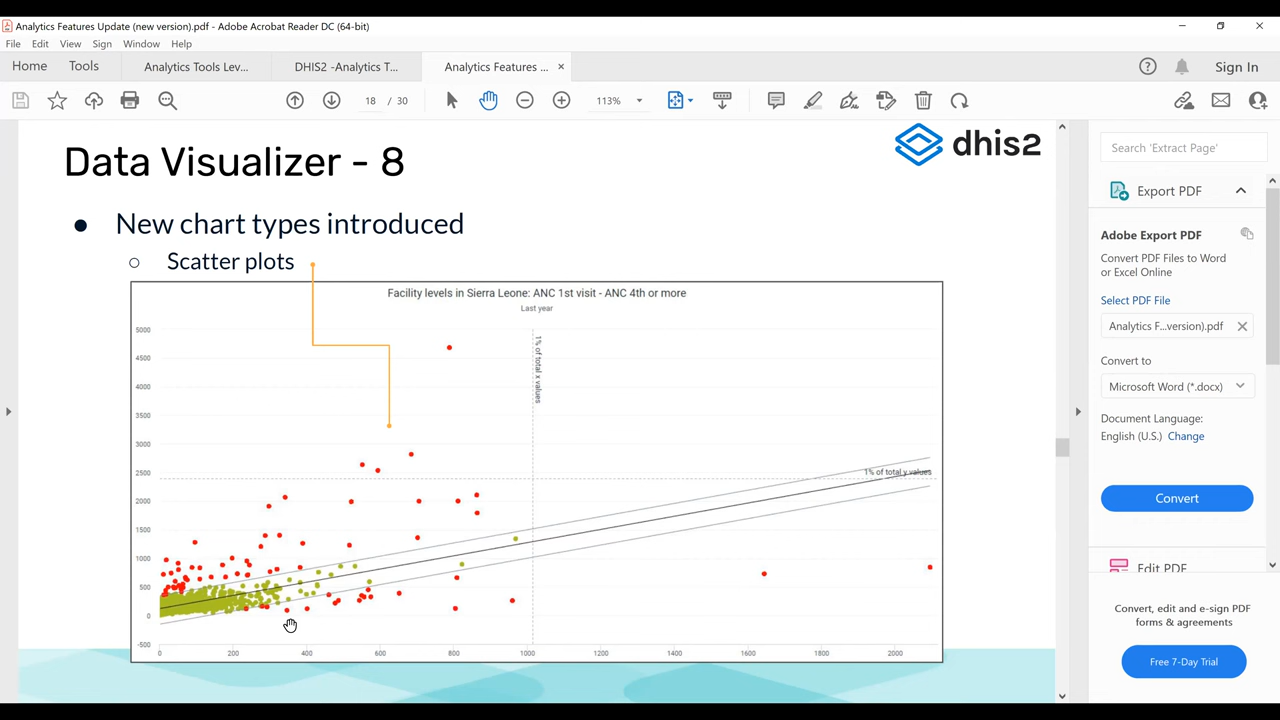 Analytics Features Update (new version).pdf - Adobe Acrobat Reader DC (64-bit)
File Edit View Sign Window Help
Home Tools Analytics Tools Lev... DHIS2 -Analytics T... Analytics Features ... × Sign In
18 / 30 113%
Data Visualizer - 8
dhis2
● New chart types introduced
○ Scatter plots
Facility levels in Sierra Leone: ANC 1st visit - ANC 4th or more
Last year
5000
4500
4000
3500
3000
2500
2000
1500
1000
500
0
-500
1% of total x values
1% of total y values
0 200 400 600 800 1000 1200 1400 1600 1800 2000
Search 'Extract Page'
Export PDF
Adobe Export PDF
Convert PDF Files to Word
or Excel Online
Select PDF File
Analytics F...version).pdf
Convert to
Microsoft Word (*.docx)
Document Language:
English (U.S.) Change
Convert
Edit PDF
Convert, edit and e-sign PDF
forms & agreements
Free 7-Day Trial